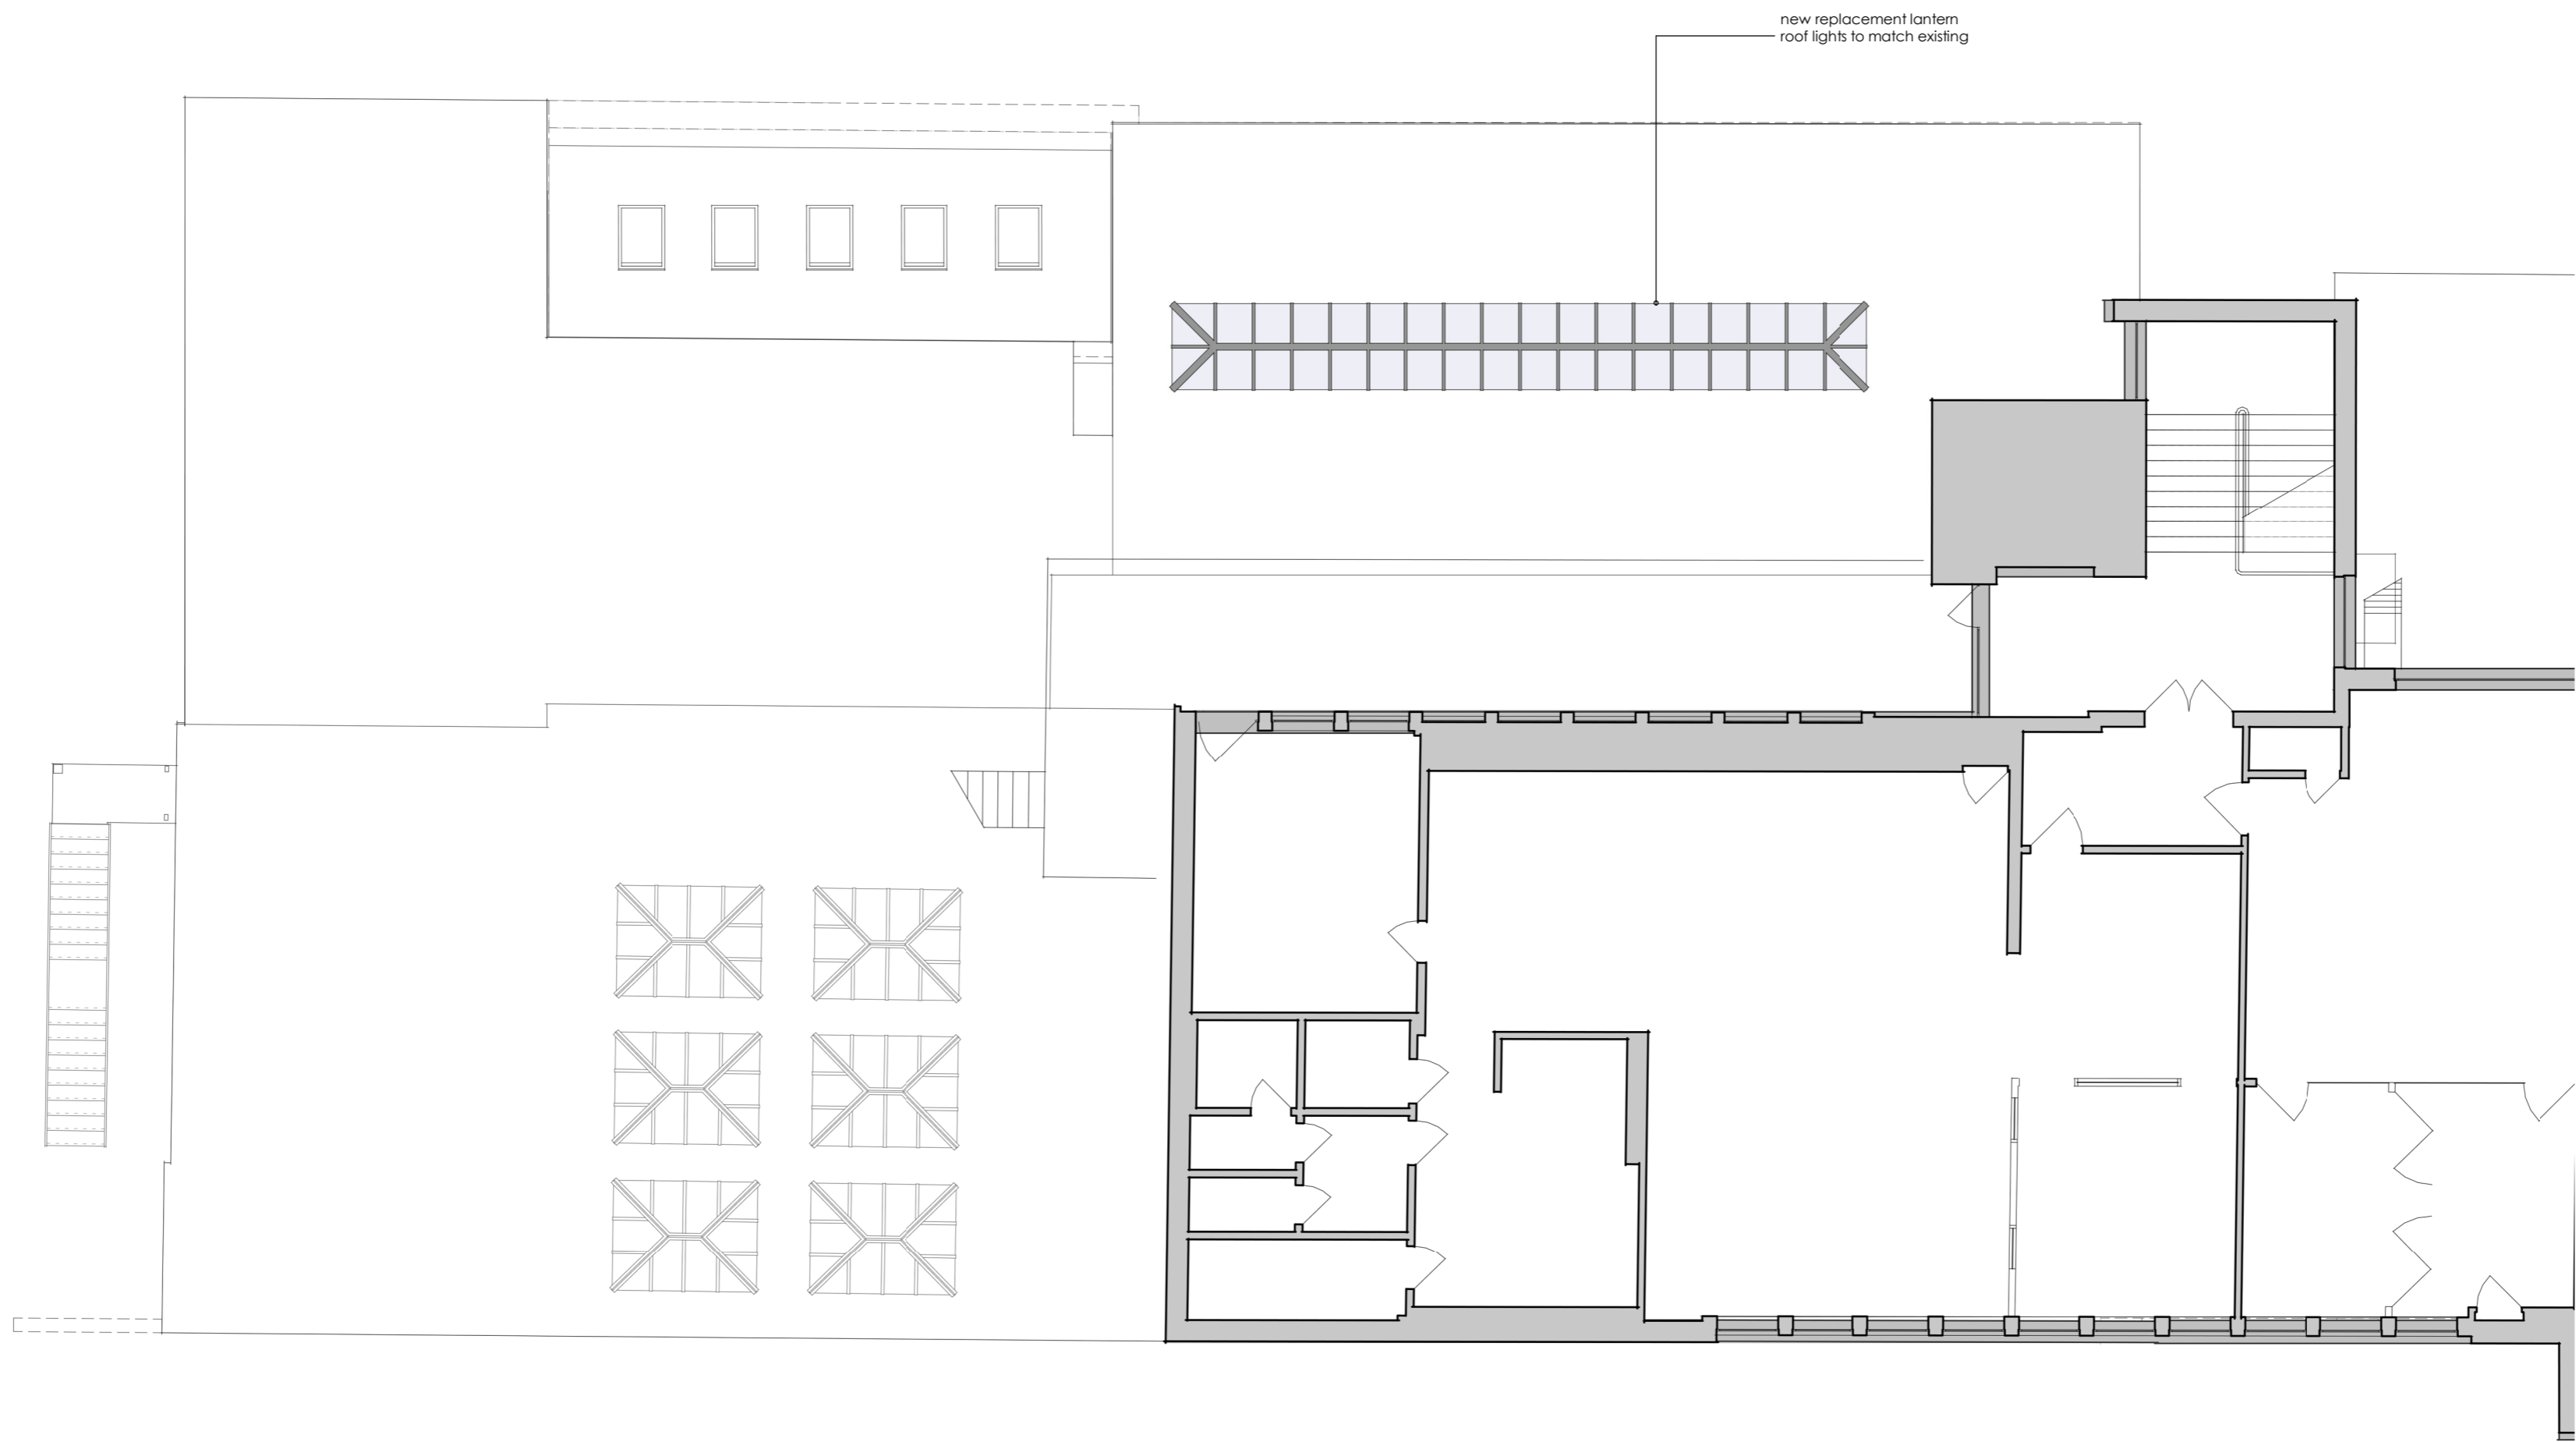 new replacement lantern
roof lights to match existing